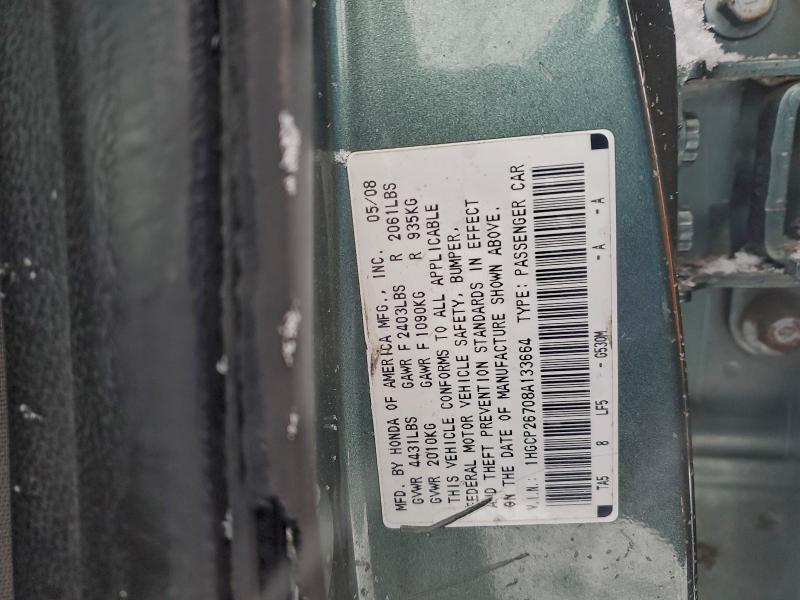 MFD. BY HONDA OF AMERICA MFG., INC. 05/08
GVWR 4431LBS GAWR F 2403LBS R 2061LBS
GVWR 2010KG GAWR F 1090KG R 935KG
THIS VEHICLE CONFORMS TO ALL APPLICABLE
FEDERAL MOTOR VEHICLE SAFETY, BUMPER,
AND THEFT PREVENTION STANDARDS IN EFFECT
ON THE DATE OF MANUFACTURE SHOWN ABOVE.
V.I.N.: 1HGCP26708A133664 TYPE: PASSENGER CAR
TA5 8 LF5 - G530M - A - A